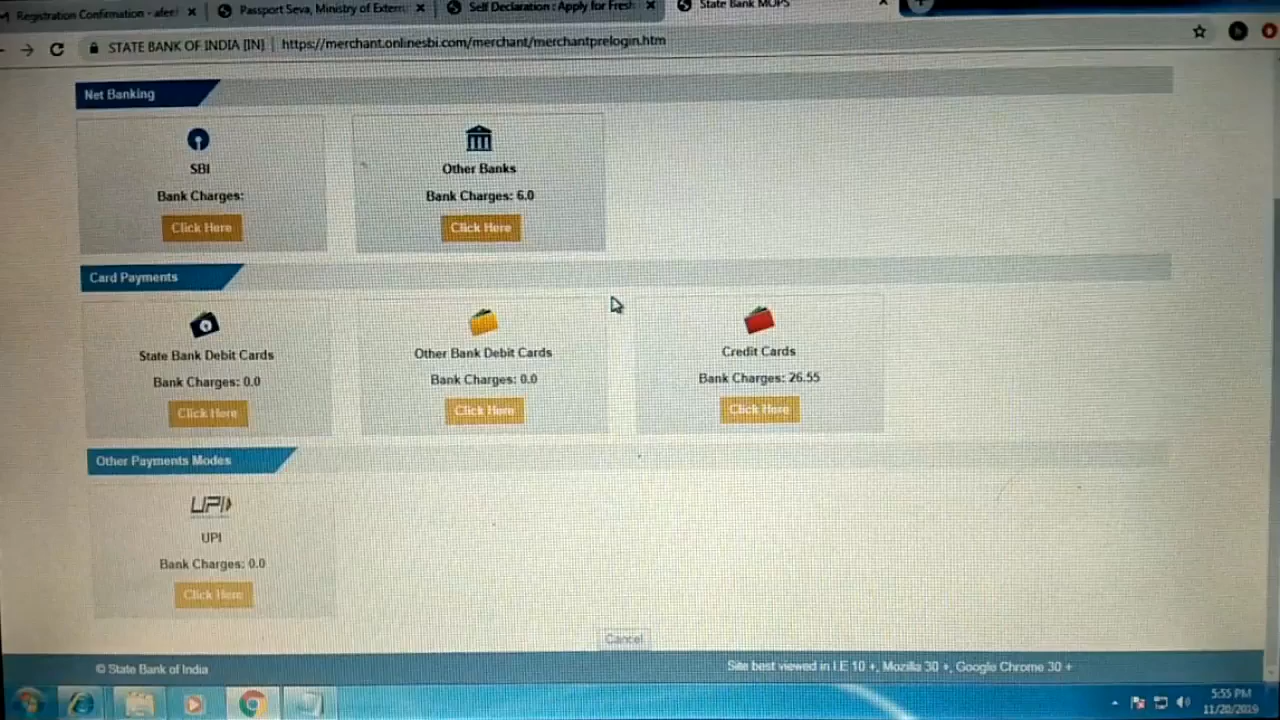 Registration Confirmation - afee
Passport Seva, Ministry of Extern
Self Declaration : Apply for Fresh
State Bank MOPS
STATE BANK OF INDIA [IN] | https://merchant.onlinesbi.com/merchant/merchantprelogin.htm
Net Banking
SBI
Bank Charges:
Click Here
Other Banks
Bank Charges: 6.0
Click Here
Card Payments
State Bank Debit Cards
Bank Charges: 0.0
Click Here
Other Bank Debit Cards
Bank Charges: 0.0
Click Here
Credit Cards
Bank Charges: 26.55
Click Here
Other Payments Modes
UPI
UPI
Bank Charges: 0.0
Click Here
Cancel
© State Bank of India
Site best viewed in I.E 10 +, Mozilla 30 +, Google Chrome 30 +
5:55 PM
11/20/2019